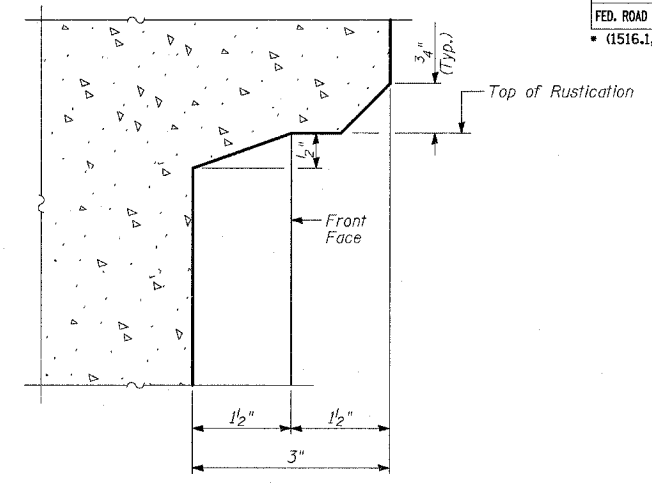 FED. ROAD
* (1516.1,
3/4"
(Typ.)
Top of Rustication
1/2"
Front
Face
1 1/2"
1 1/2"
3"